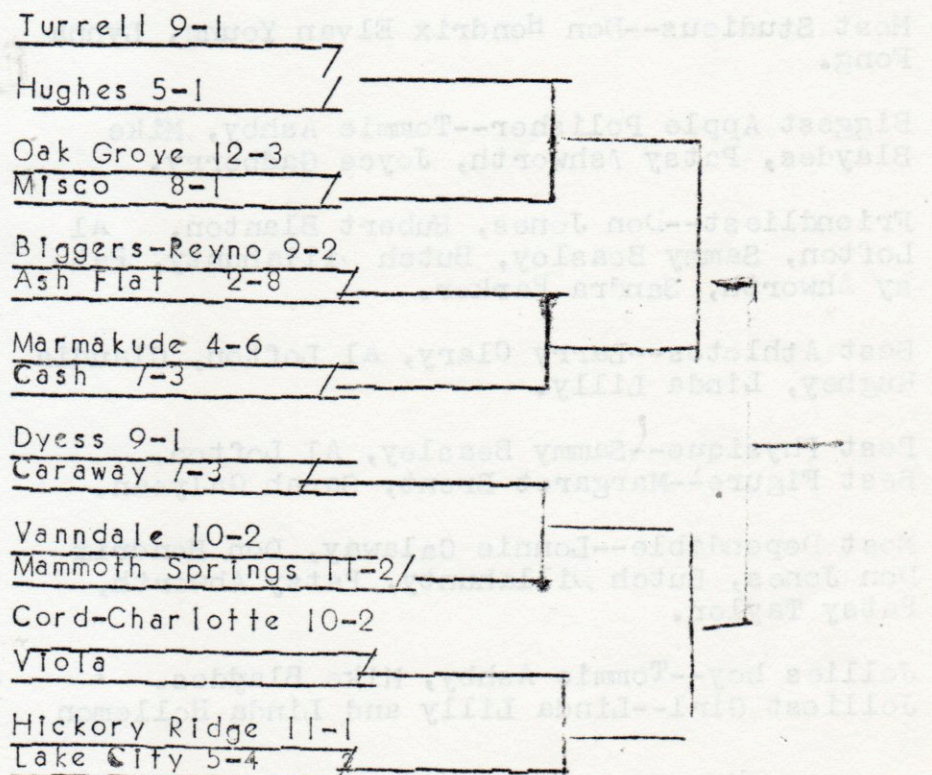 Turnell 9-1
Hughes 5-1
Oak Grove 12-3
Misco 8-1
Biggers-Reyno 9-2
Ash Flat 2-8
Marmakude 4-6
Cash 7-3
Dyess 9-1
Caraway 7-3
Vanndale 10-2
Mammoth Springs 11-2
Cord-Charlotte 10-2
Viola
Hickory Ridge 11-1
Lake City 5-4